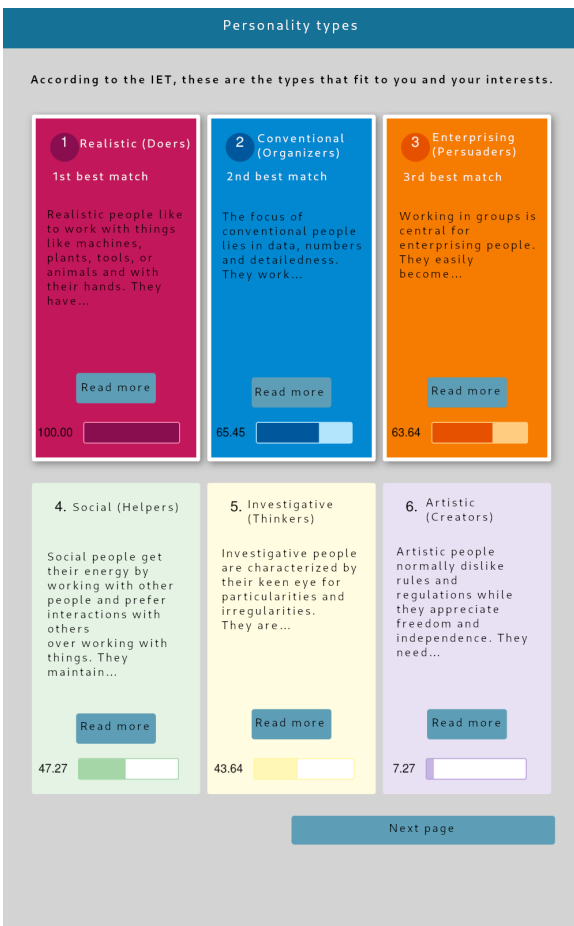 Personality types
According to the IET, these are the types that fit to you and your interests.
1 Realistic (Doers)
1st best match
Realistic people like
to work with things
like machines,
plants, tools, or
animals and with
their hands. They
have...
Read more
100.00
2 Conventional
(Organizers)
2nd best match
The focus of
conventional people
lies in data, numbers
and detailedness.
They work...
Read more
65.45
3 Enterprising
(Persuaders)
3rd best match
Working in groups is
central for
enterprising people.
They easily
become...
Read more
63.64
4. Social (Helpers)
Social people get
their energy by
working with other
people and prefer
interactions with
others
over working with
things. They
maintain...
Read more
47.27
5. Investigative
(Thinkers)
Investigative people
are characterized by
their keen eye for
particularities and
irregularities.
They are...
Read more
43.64
6. Artistic
(Creators)
Artistic people
normally dislike
rules and
regulations while
they appreciate
freedom and
independence. They
need...
Read more
7.27
Next page